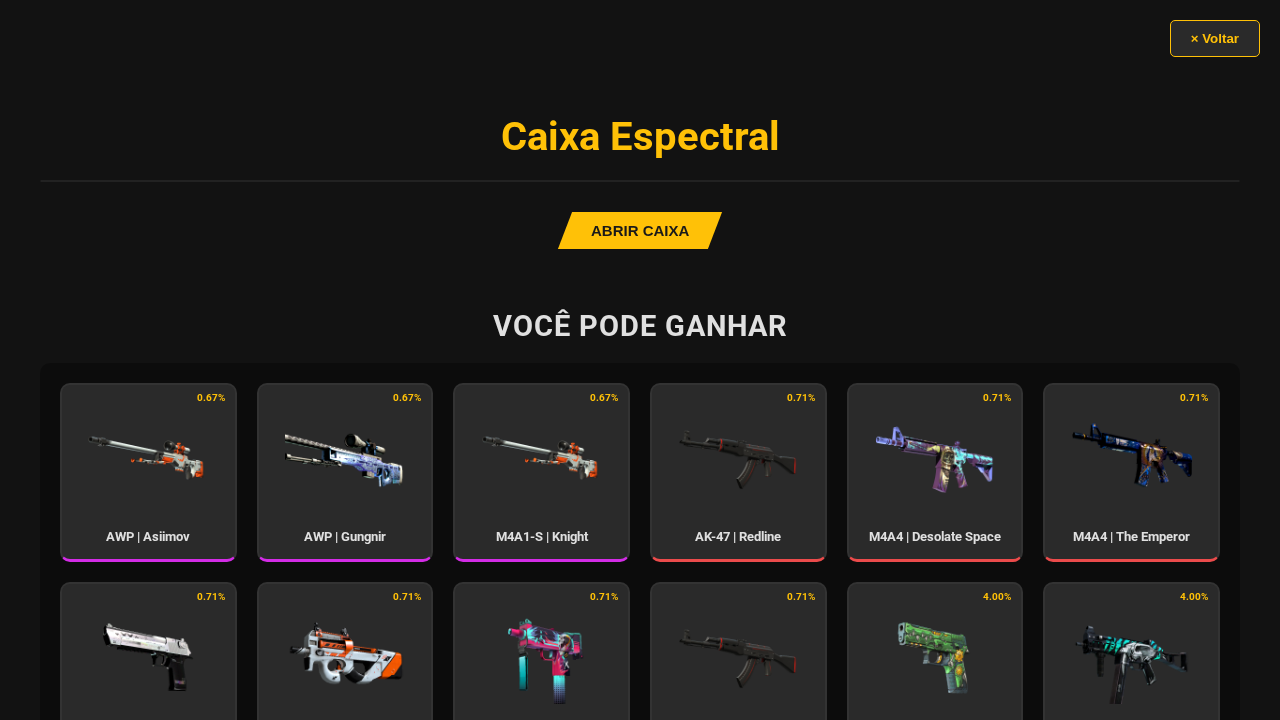 × Voltar
Caixa Espectral
ABRIR CAIXA
VOCÊ PODE GANHAR
0.67%
0.67%
0.67%
0.71%
0.71%
0.71%
AWP | Asiimov
AWP | Gungnir
M4A1-S | Knight
AK-47 | Redline
M4A4 | Desolate Space
M4A4 | The Emperor
0.71%
0.71%
0.71%
0.71%
4.00%
4.00%